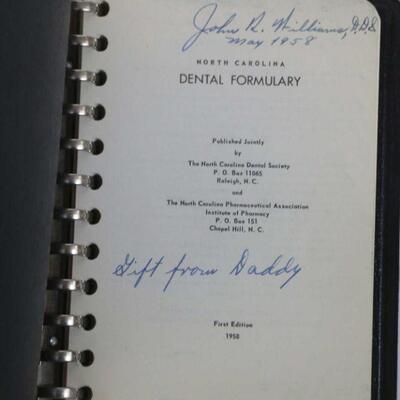 John R. Williams, D.D.S.
May 1958
NORTH CAROLINA
DENTAL FORMULARY
Published Jointly
by
The North Carolina Dental Society
P. O. Box 11065
Raleigh, N. C.
and
The North Carolina Pharmaceutical Association
Institute of Pharmacy
P. O. Box 151
Chapel Hill, N. C.
Gift from Daddy
First Edition
1958